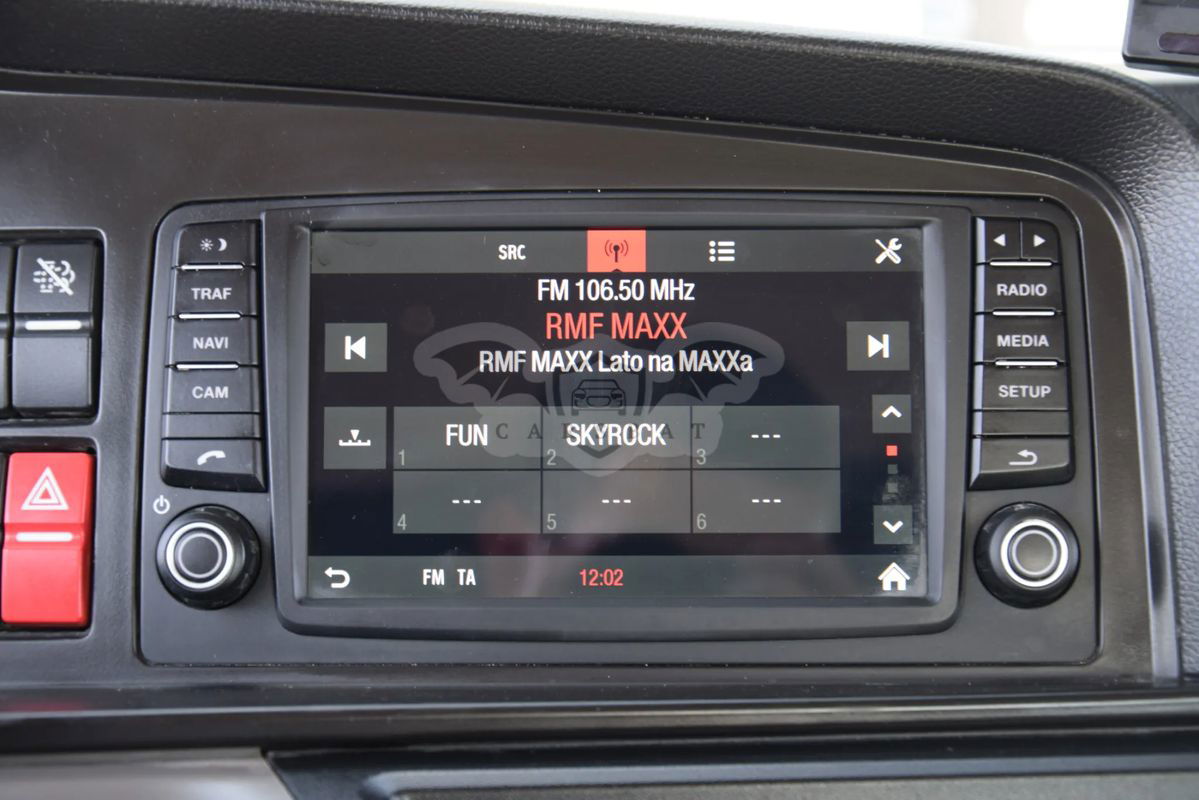 SRC
FM 106.50 MHz
RMF MAXX
RMF MAXX Lato na MAXXa
FUN
SKYROCK
---
1
2
3
---
---
---
4
5
6
FM TA
12:02
TRAF
NAVI
CAM
RADIO
MEDIA
SETUP